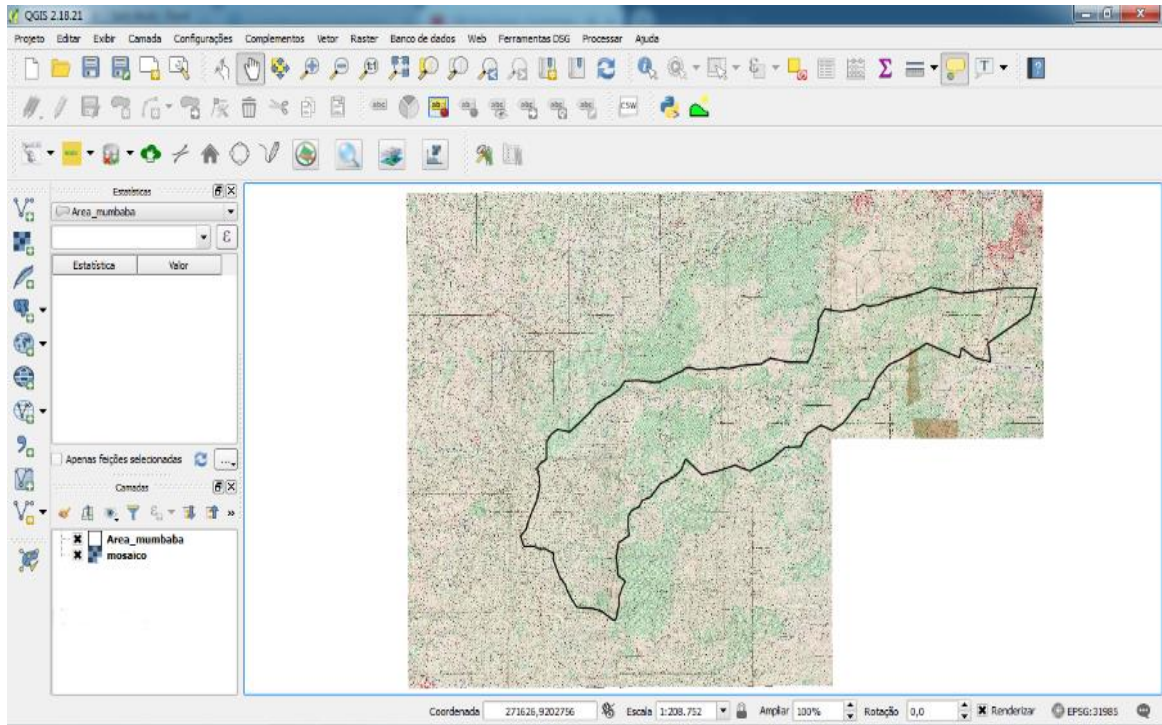 QGIS 2.18.21
Projeto Editar Exibir Camada Configurações Complementos Vetor Raster Banco de dados Web Ferramentas DSG Processar Ajuda
CSW
Estatísticas
Area_mumbaba
ε
Estatística Valor
Apenas feições selecionadas
Camadas
Area_mumbaba
mosaico
Coordenada 271626,9202756 Escala 1:208.752 Ampliar 100% Rotação 0,0 Renderizar EPSG:31985